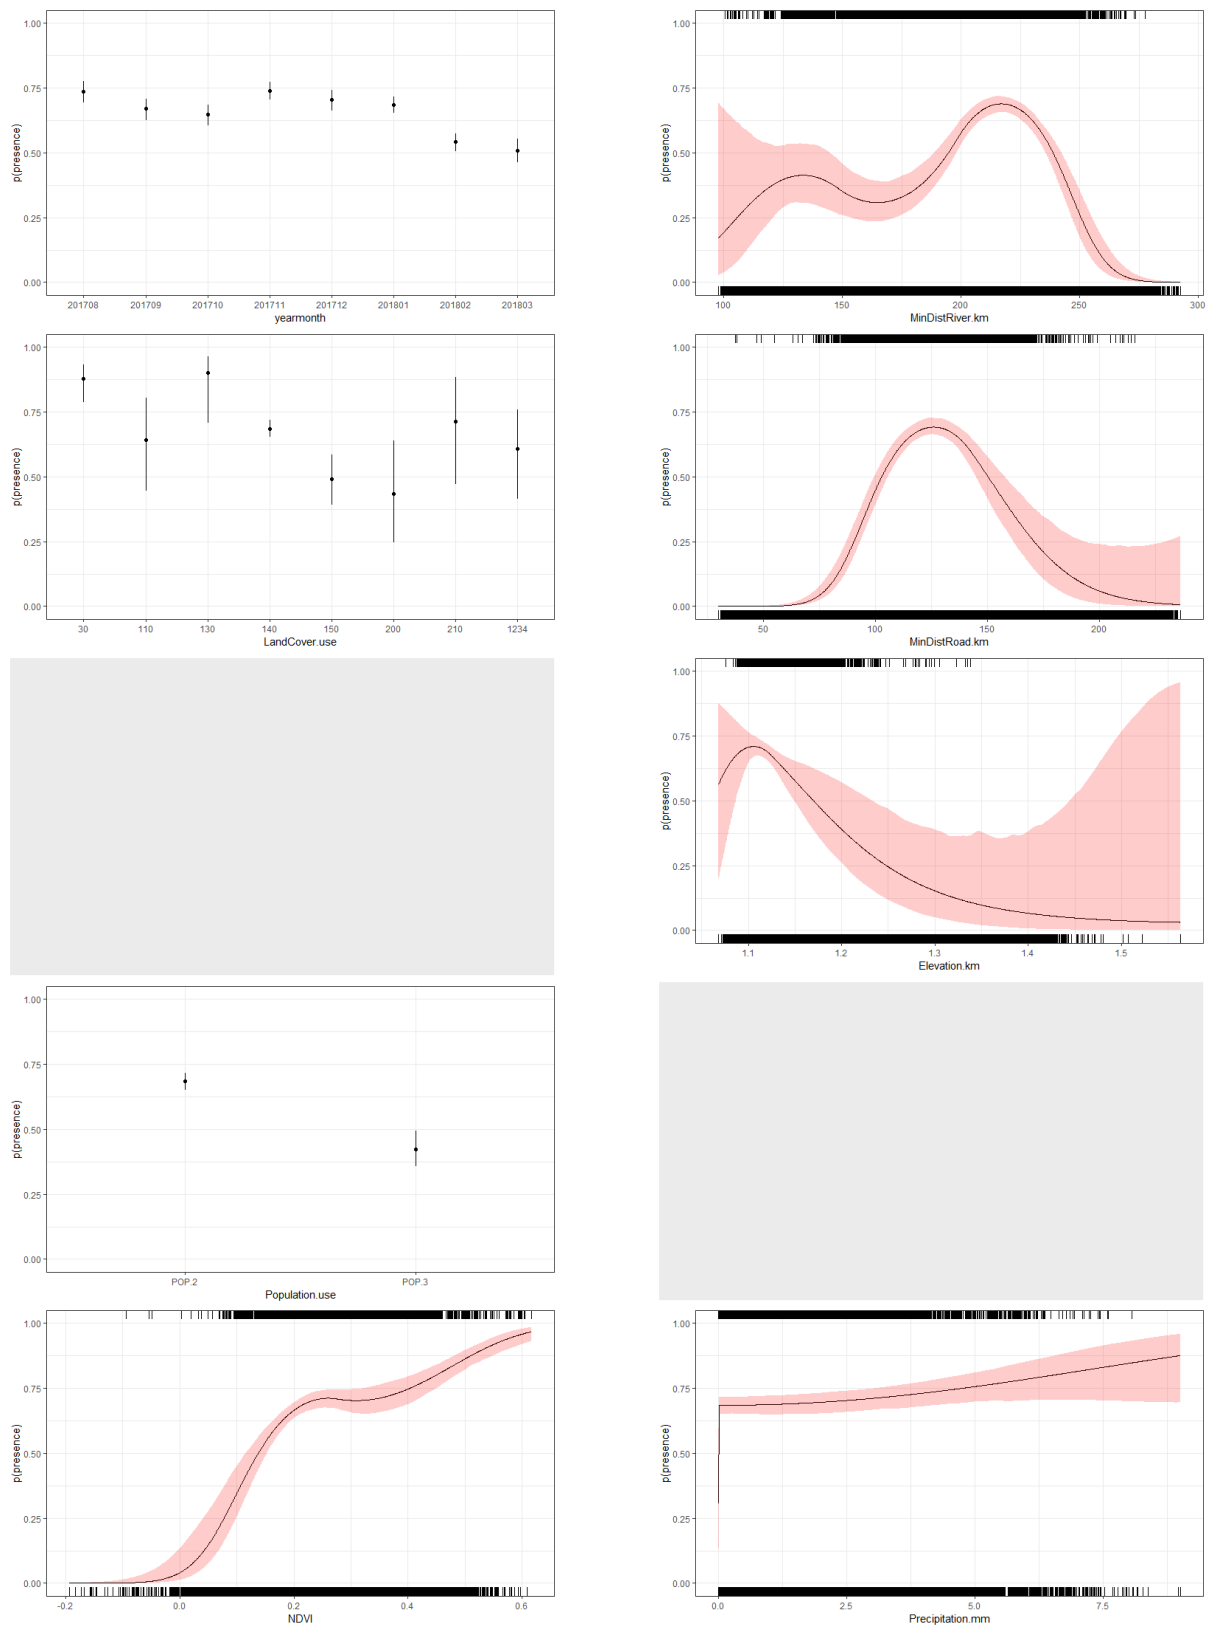 1.00
0.75
0.50
0.25
0.00
p(presence)
201708 201709 201710 201711 201712 201801 201802 201803
yearmonth
1.00
0.75
0.50
0.25
0.00
p(presence)
100 150 200 250 300
MinDistRiver.km
1.00
0.75
0.50
0.25
0.00
p(presence)
30 110 130 140 150 200 210 1234
LandCover.use
1.00
0.75
0.50
0.25
0.00
p(presence)
50 100 150 200
MinDistRoad.km
1.00
0.75
0.50
0.25
0.00
p(presence)
1.1 1.2 1.3 1.4 1.5
Elevation.km
1.00
0.75
0.50
0.25
0.00
p(presence)
POP.2 POP.3
Population.use
1.00
0.75
0.50
0.25
0.00
p(presence)
-0.2 0.0 0.2 0.4 0.6
NDVI
1.00
0.75
0.50
0.25
0.00
p(presence)
0.0 2.5 5.0 7.5
Precipitation.mm